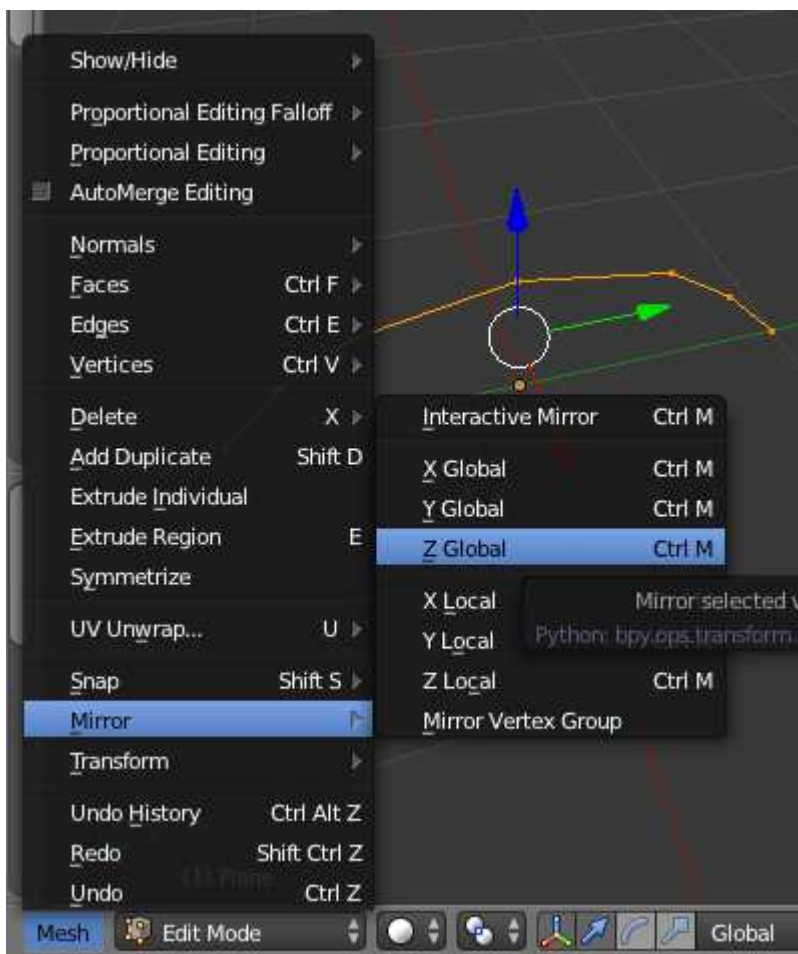 Show/Hide
Proportional Editing Falloff
Proportional Editing
AutoMerge Editing
Normals
Faces Ctrl F
Edges Ctrl E
Vertices Ctrl V
Delete X
Add Duplicate Shift D
Extrude Individual
Extrude Region E
Symmetrize
UV Unwrap... U
Snap Shift S
Mirror
Transform
Undo History Ctrl Alt Z
Redo Shift Ctrl Z
(1) Plane
Undo Ctrl Z
Interactive Mirror Ctrl M
X Global Ctrl M
Y Global Ctrl M
Z Global Ctrl M
X Local
Y Local
Z Local Ctrl M
Mirror Vertex Group
Mirror selected v
Python: bpy.ops.transform.
Mesh Edit Mode Global